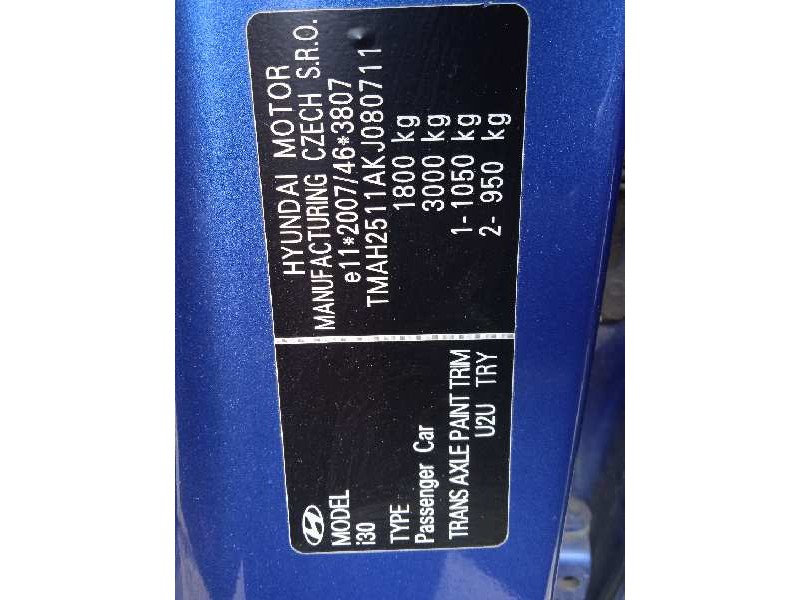 HYUNDAI MOTOR
MANUFACTURING CZECH S.R.O.
e11*2007/46*3807
TMAH2511AKJ080711
1800 kg
3000 kg
1- 1050 kg
2- 950 kg
MODEL
i30
TYPE
Passenger Car
TRANS AXLE PAINT TRIM
U2U TRY